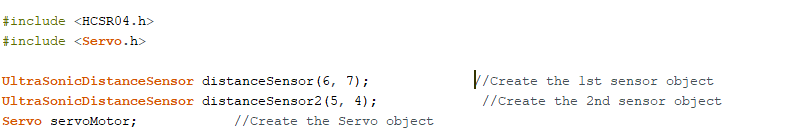 #include <HCSR04.h>
#include <Servo.h>
UltraSonicDistanceSensor distanceSensor(6, 7); //Create the 1st sensor object
UltraSonicDistanceSensor distanceSensor2(5, 4); //Create the 2nd sensor object
Servo servoMotor; //Create the Servo object